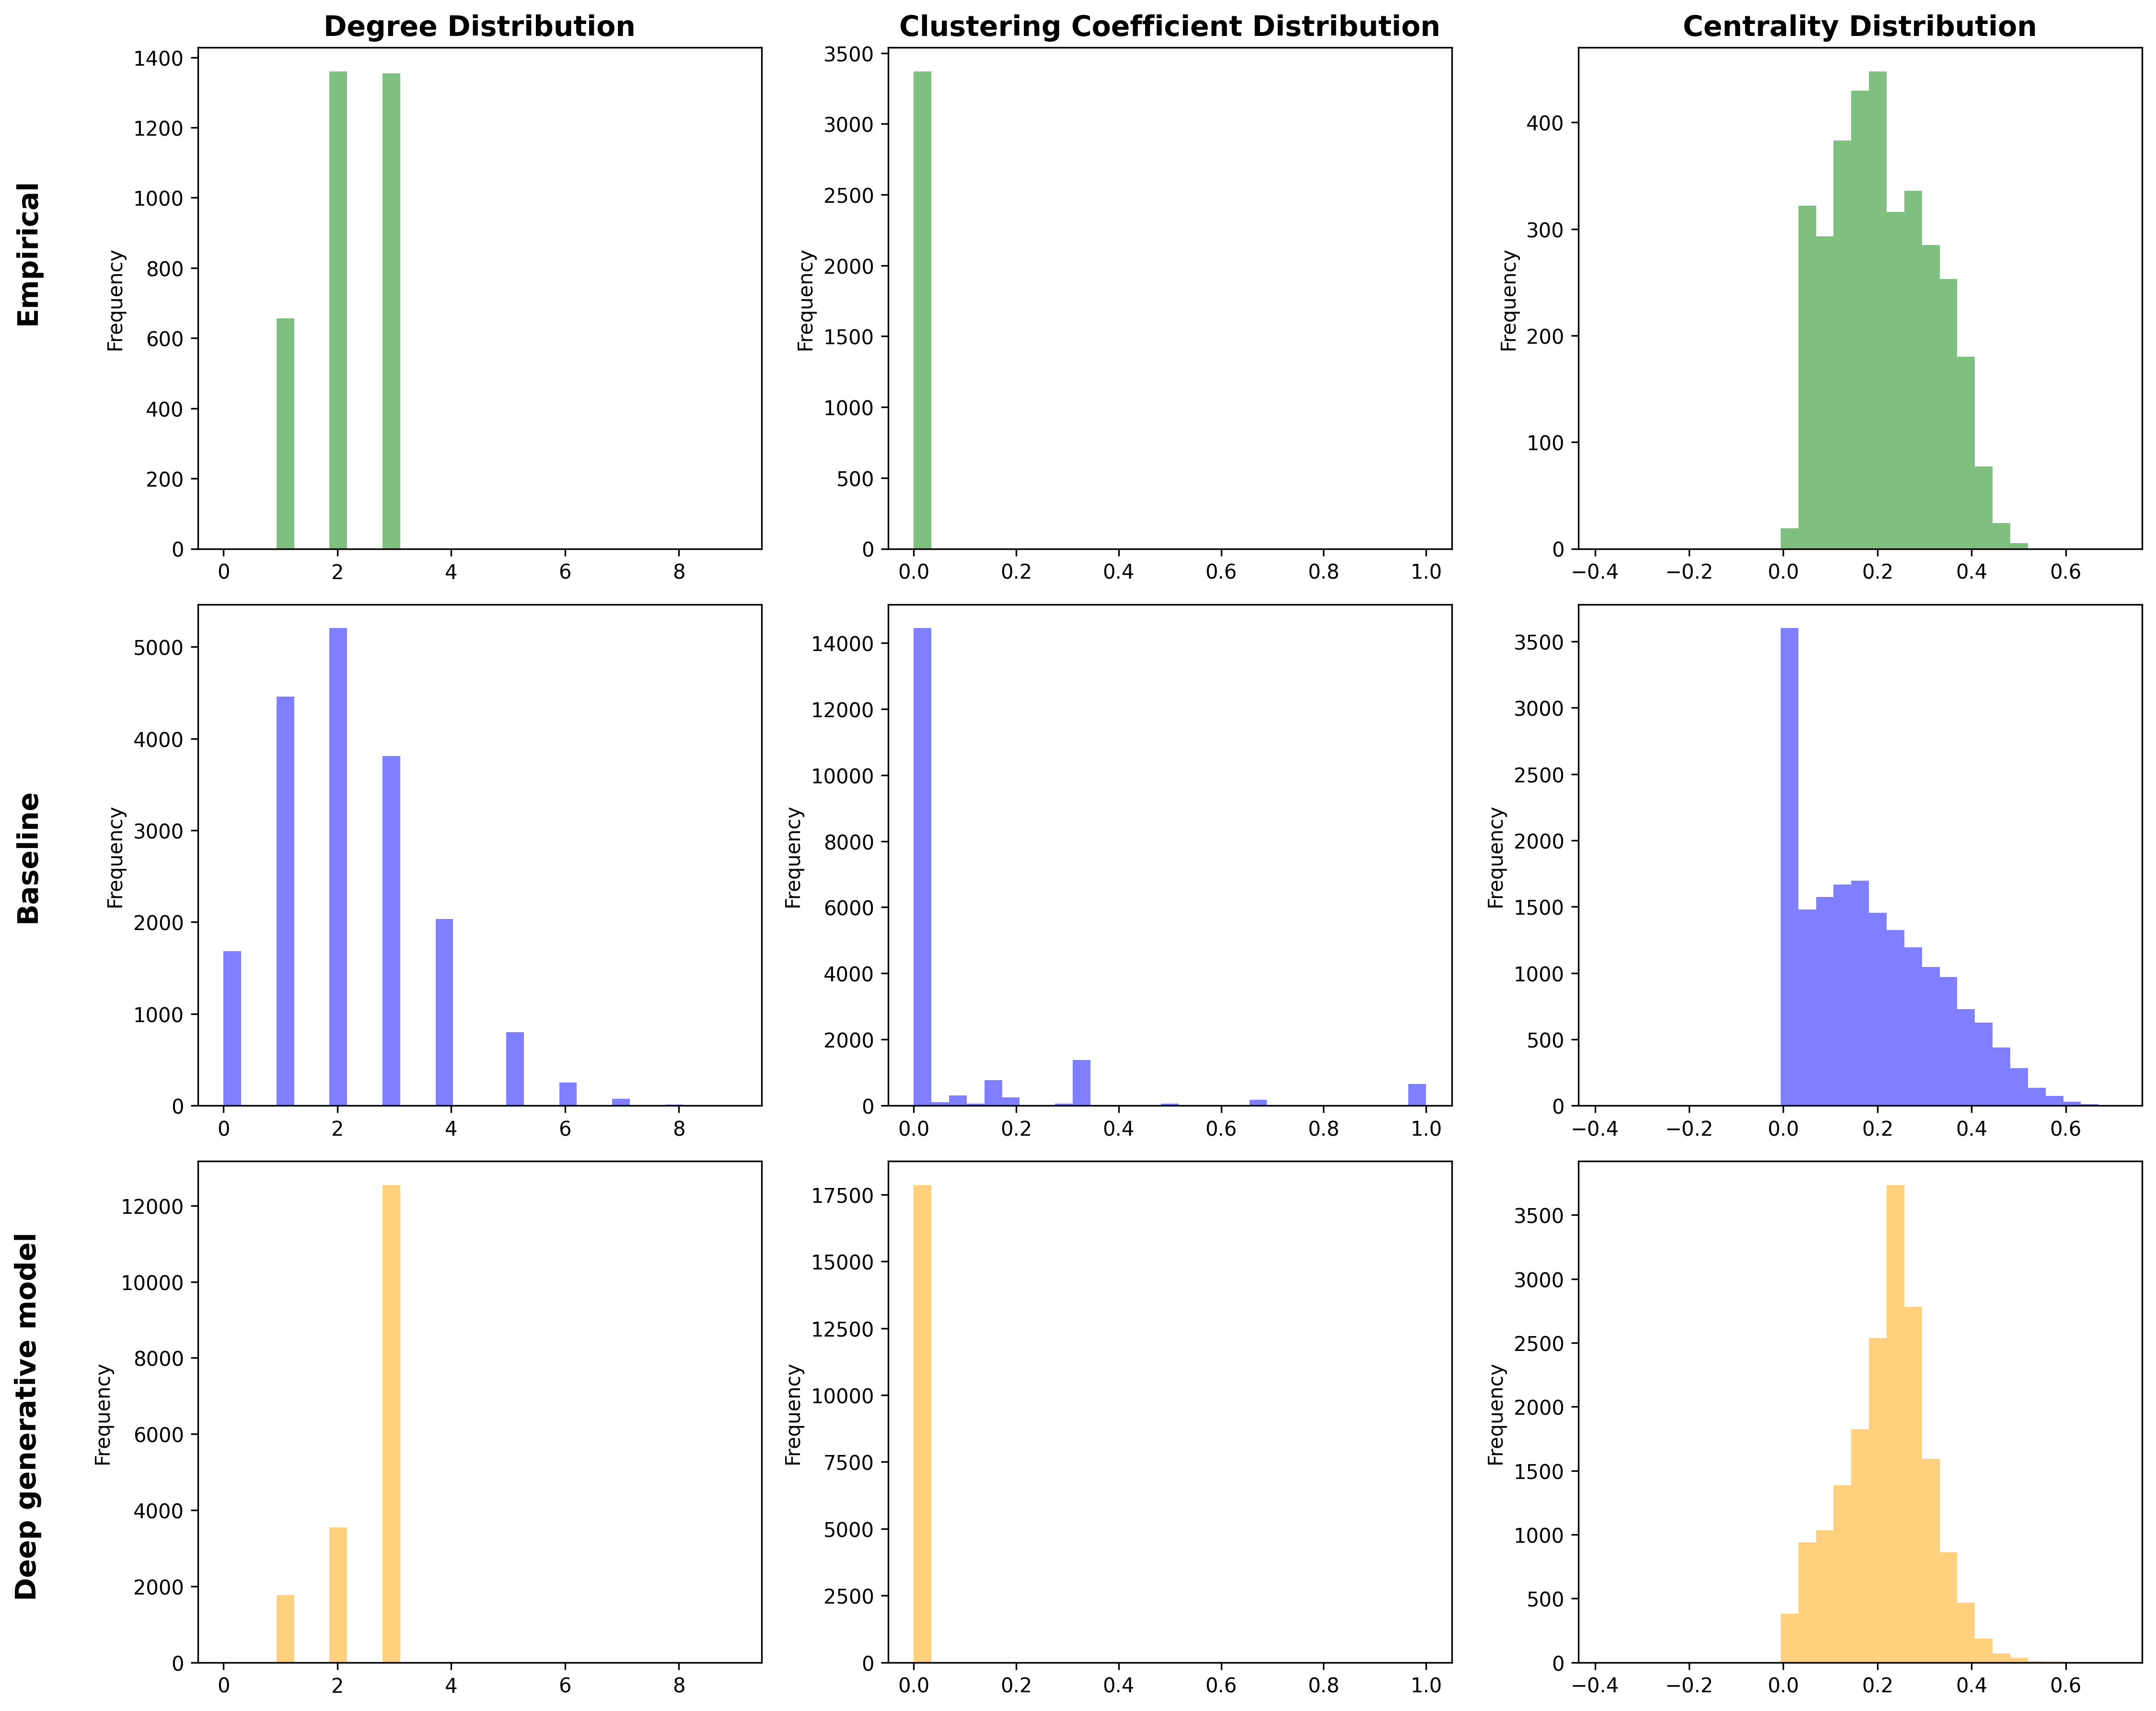 Degree Distribution
Clustering Coefficient Distribution
Centrality Distribution
Empirical
Frequency
1400
1200
1000
800
600
400
200
0
0 2 4 6 8
Frequency
3500
3000
2500
2000
1500
1000
500
0
0.0 0.2 0.4 0.6 0.8 1.0
Frequency
400
300
200
100
0
−0.4 −0.2 0.0 0.2 0.4 0.6
Baseline
Frequency
5000
4000
3000
2000
1000
0
0 2 4 6 8
Frequency
14000
12000
10000
8000
6000
4000
2000
0
0.0 0.2 0.4 0.6 0.8 1.0
Frequency
3500
3000
2500
2000
1500
1000
500
0
−0.4 −0.2 0.0 0.2 0.4 0.6
Deep generative model
Frequency
12000
10000
8000
6000
4000
2000
0
0 2 4 6 8
Frequency
17500
15000
12500
10000
7500
5000
2500
0
0.0 0.2 0.4 0.6 0.8 1.0
Frequency
3500
3000
2500
2000
1500
1000
500
0
−0.4 −0.2 0.0 0.2 0.4 0.6